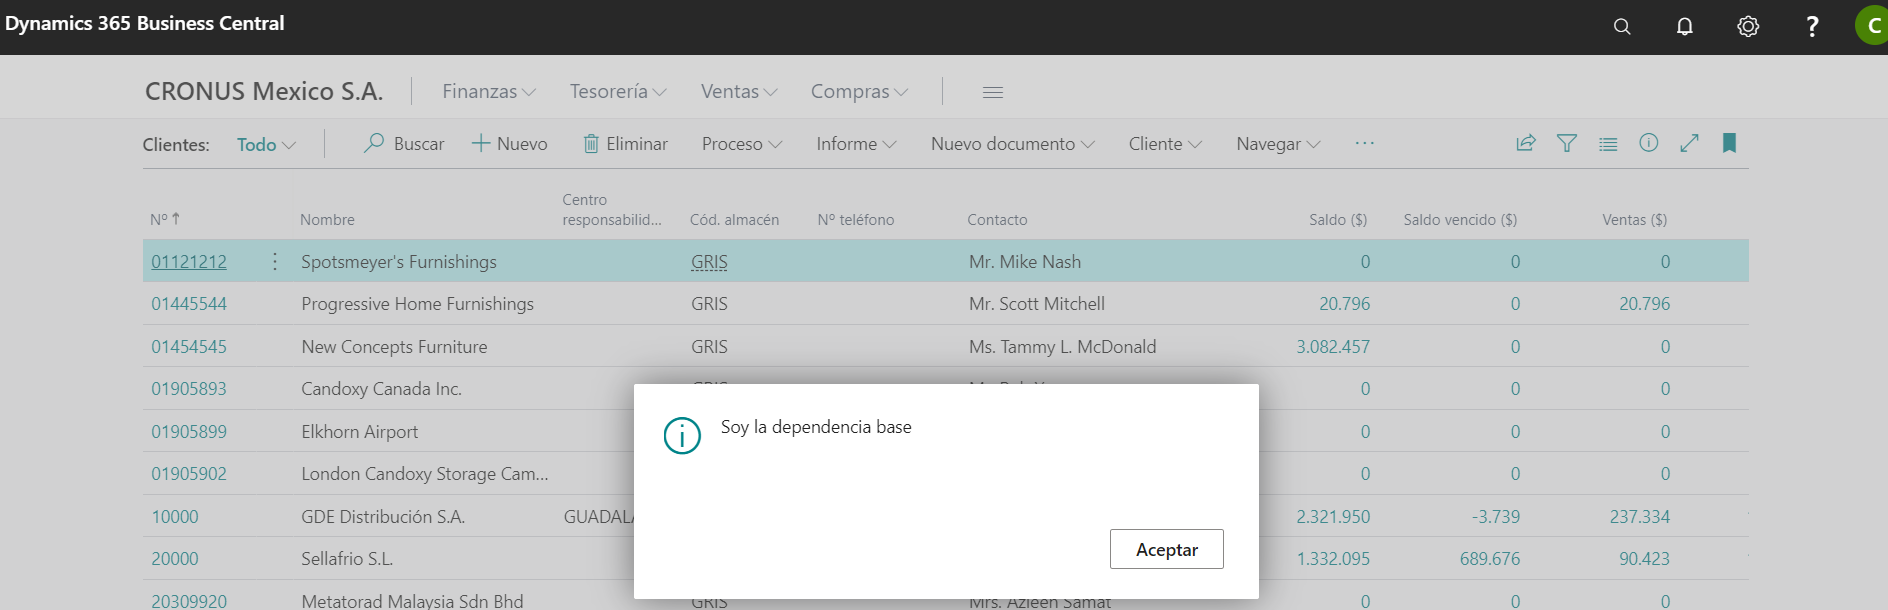 Dynamics 365 Business Central
C
CRONUS Mexico S.A. Finanzas Tesorería Ventas Compras
Clientes: Todo Buscar Nuevo Eliminar Proceso Informe Nuevo documento Cliente Navegar ...
Nº↑ Nombre Centro responsabilid... Cód. almacén Nº teléfono Contacto Saldo ($) Saldo vencido ($) Ventas ($)
01121212 Spotsmeyer's Furnishings GRIS Mr. Mike Nash 0 0 0
01445544 Progressive Home Furnishings GRIS Mr. Scott Mitchell 20.796 0 20.796
01454545 New Concepts Furniture GRIS Ms. Tammy L. McDonald 3.082.457 0 0
01905893 Candoxy Canada Inc. 0 0 0
01905899 Elkhorn Airport 0 0 0
01905902 London Candoxy Storage Cam... 0 0 0
10000 GDE Distribución S.A. GUADALA 2.321.950 -3.739 237.334
20000 Sellafrio S.L. 1.332.095 689.676 90.423
20309920 Metatorad Malaysia Sdn Bhd GRIS Mrs. Azleen Samat 0 0 0
Soy la dependencia base
Aceptar